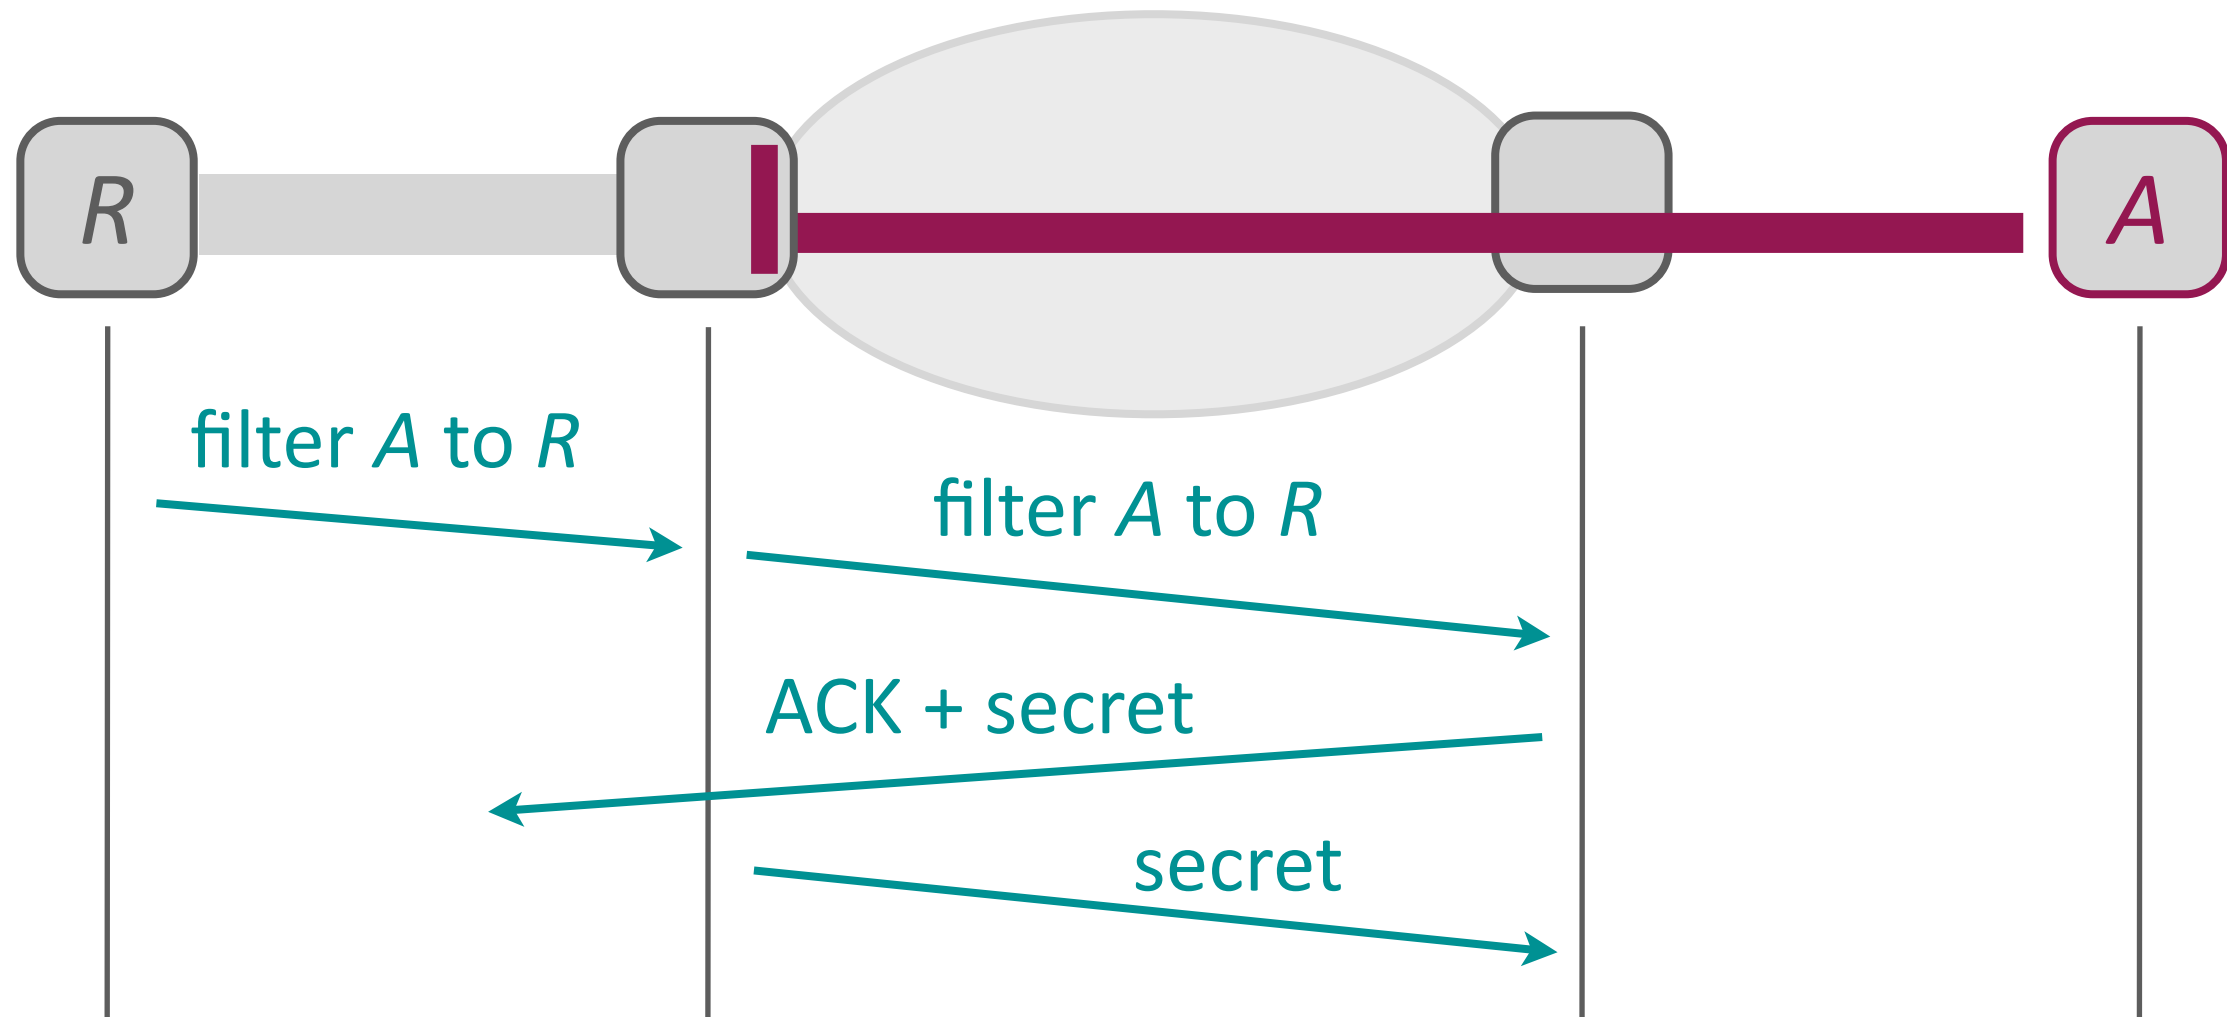 R
A
filter A to R
filter A to R
ACK + secret
secret